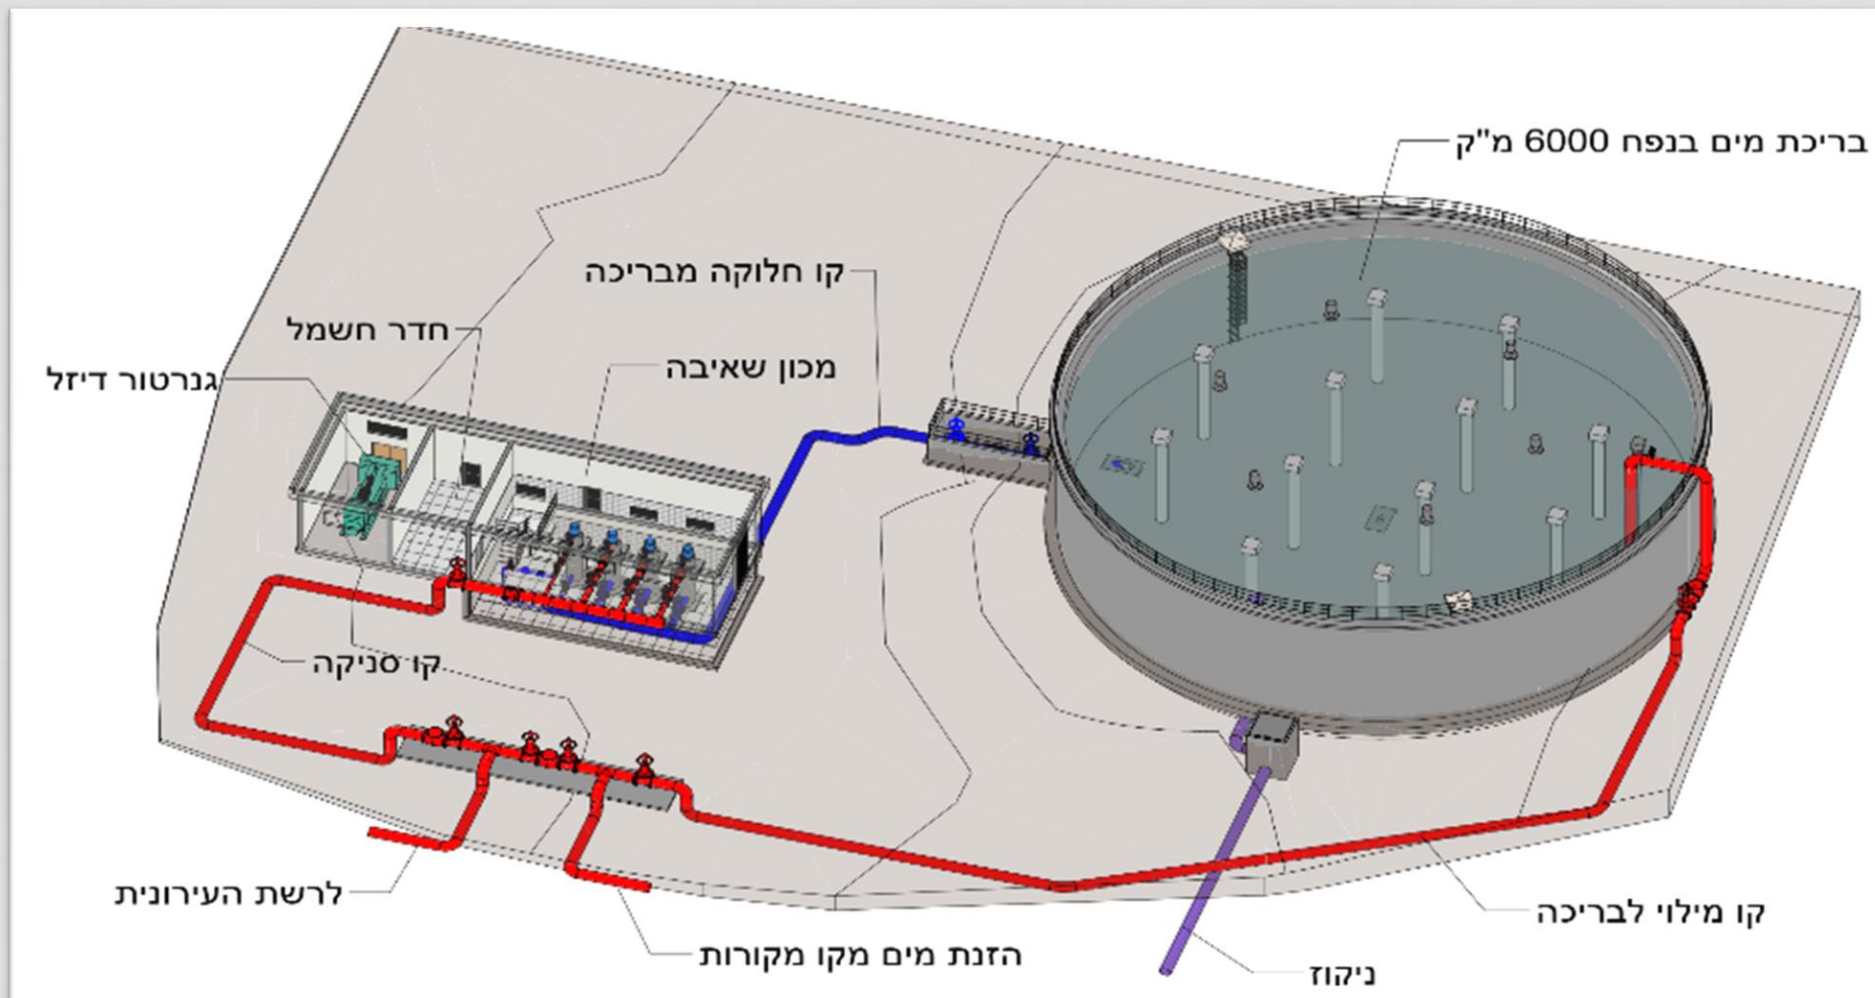 בריכת מים בנפח 6000 מ"ק
קו חלוקה מבריכה
חדר חשמל
מכון שאיבה
גנרטור דיזל
קו סניקה
לרשת העירונית
קו מילוי לבריכה
הזנת מים מקו מקורות
ניקוז